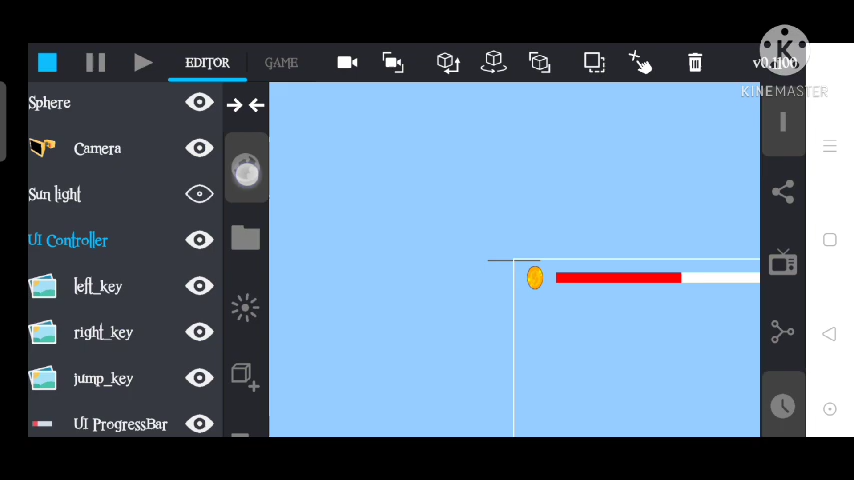 EDITOR
GAME
v0.1100
K
KINEMASTER
Sphere
Camera
Sun light
UI Controller
left_key
right_key
jump_key
UI ProgressBar